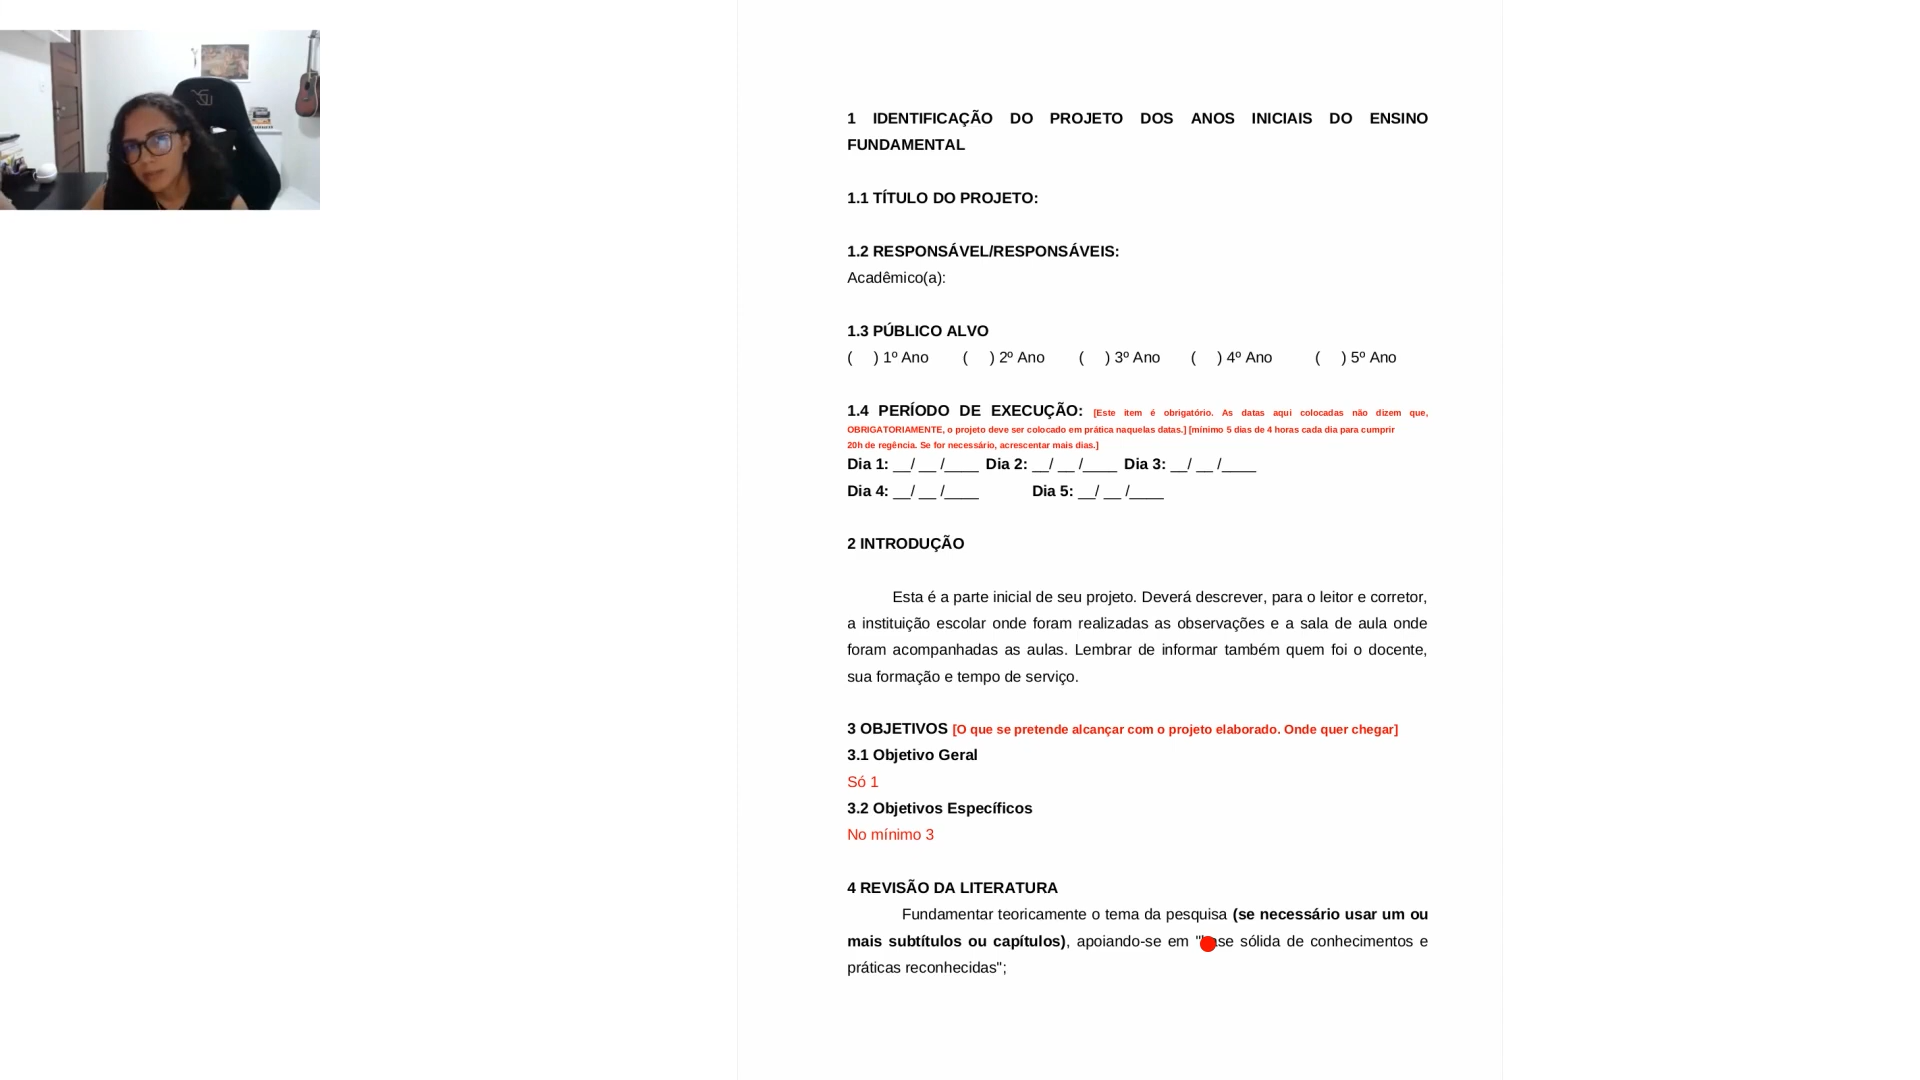 1 IDENTIFICAÇÃO DO PROJETO DOS ANOS INICIAIS DO ENSINO
FUNDAMENTAL
1.1 TÍTULO DO PROJETO:
1.2 RESPONSÁVEL/RESPONSÁVEIS:
Acadêmico(a):
1.3 PÚBLICO ALVO
(     ) 1º Ano     (     ) 2º Ano     (     ) 3º Ano     (     ) 4º Ano     (     ) 5º Ano
1.4 PERÍODO DE EXECUÇÃO: [Este item é obrigatório. As datas aqui colocadas não dizem que,
OBRIGATORIAMENTE, o projeto deve ser colocado em prática naquelas datas.] [mínimo 5 dias de 4 horas cada dia para cumprir
20h de regência. Se for necessário, acrescentar mais dias.]
Dia 1: __/ __ /____ Dia 2: __/ __ /____ Dia 3: __/ __ /____
Dia 4: __/ __ /____ Dia 5: __/ __ /____
2 INTRODUÇÃO
Esta é a parte inicial de seu projeto. Deverá descrever, para o leitor e corretor,
a instituição escolar onde foram realizadas as observações e a sala de aula onde
foram acompanhadas as aulas. Lembrar de informar também quem foi o docente,
sua formação e tempo de serviço.
3 OBJETIVOS [O que se pretende alcançar com o projeto elaborado. Onde quer chegar]
3.1 Objetivo Geral
Só 1
3.2 Objetivos Específicos
No mínimo 3
4 REVISÃO DA LITERATURA
Fundamentar teoricamente o tema da pesquisa (se necessário usar um ou
mais subtítulos ou capítulos), apoiando-se em "base sólida de conhecimentos e
práticas reconhecidas";